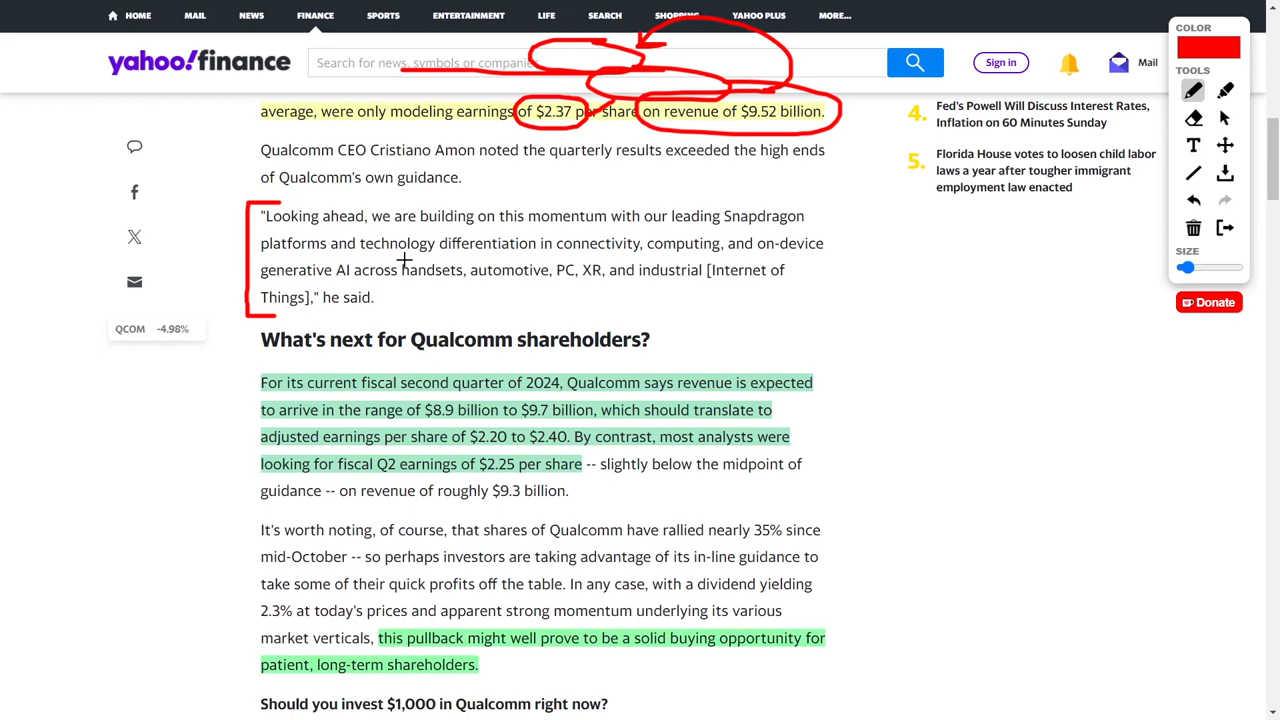 HOME MAIL NEWS FINANCE SPORTS ENTERTAINMENT LIFE SEARCH SHOPPING YAHOO PLUS MORE...
yahoo!finance
Search for news, symbols or companies
Sign in
Mail
average, were only modeling earnings of $2.37 per share on revenue of $9.52 billion.
Qualcomm CEO Cristiano Amon noted the quarterly results exceeded the high ends
of Qualcomm's own guidance.
"Looking ahead, we are building on this momentum with our leading Snapdragon
platforms and technology differentiation in connectivity, computing, and on-device
generative AI across handsets, automotive, PC, XR, and industrial [Internet of
Things]," he said.
QCOM -4.98%
What's next for Qualcomm shareholders?
For its current fiscal second quarter of 2024, Qualcomm says revenue is expected
to arrive in the range of $8.9 billion to $9.7 billion, which should translate to
adjusted earnings per share of $2.20 to $2.40. By contrast, most analysts were
looking for fiscal Q2 earnings of $2.25 per share -- slightly below the midpoint of
guidance -- on revenue of roughly $9.3 billion.
It's worth noting, of course, that shares of Qualcomm have rallied nearly 35% since
mid-October -- so perhaps investors are taking advantage of its in-line guidance to
take some of their quick profits off the table. In any case, with a dividend yielding
2.3% at today's prices and apparent strong momentum underlying its various
market verticals, this pullback might well prove to be a solid buying opportunity for
patient, long-term shareholders.
Should you invest $1,000 in Qualcomm right now?
4. Fed's Powell Will Discuss Interest Rates,
Inflation on 60 Minutes Sunday
5. Florida House votes to loosen child labor
laws a year after tougher immigrant
employment law enacted
COLOR
TOOLS
T
SIZE
Donate